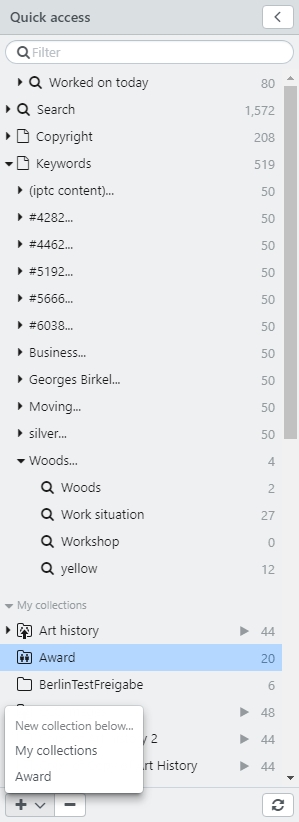 Quick access
Filter
Worked on today 80
Search 1,572
Copyright 208
Keywords 519
(iptc content)... 50
#4282... 50
#4462... 50
#5192... 50
#5666... 50
#6038... 50
Business... 50
Georges Birkel... 50
Moving... 50
silver... 50
Woods... 4
Woods 2
Work situation 27
Workshop 0
yellow 12
My collections
Art history 44
Award 20
BerlinTestFreigabe 6
48
y 2 44
Art History 44
New collection below...
My collections
Award